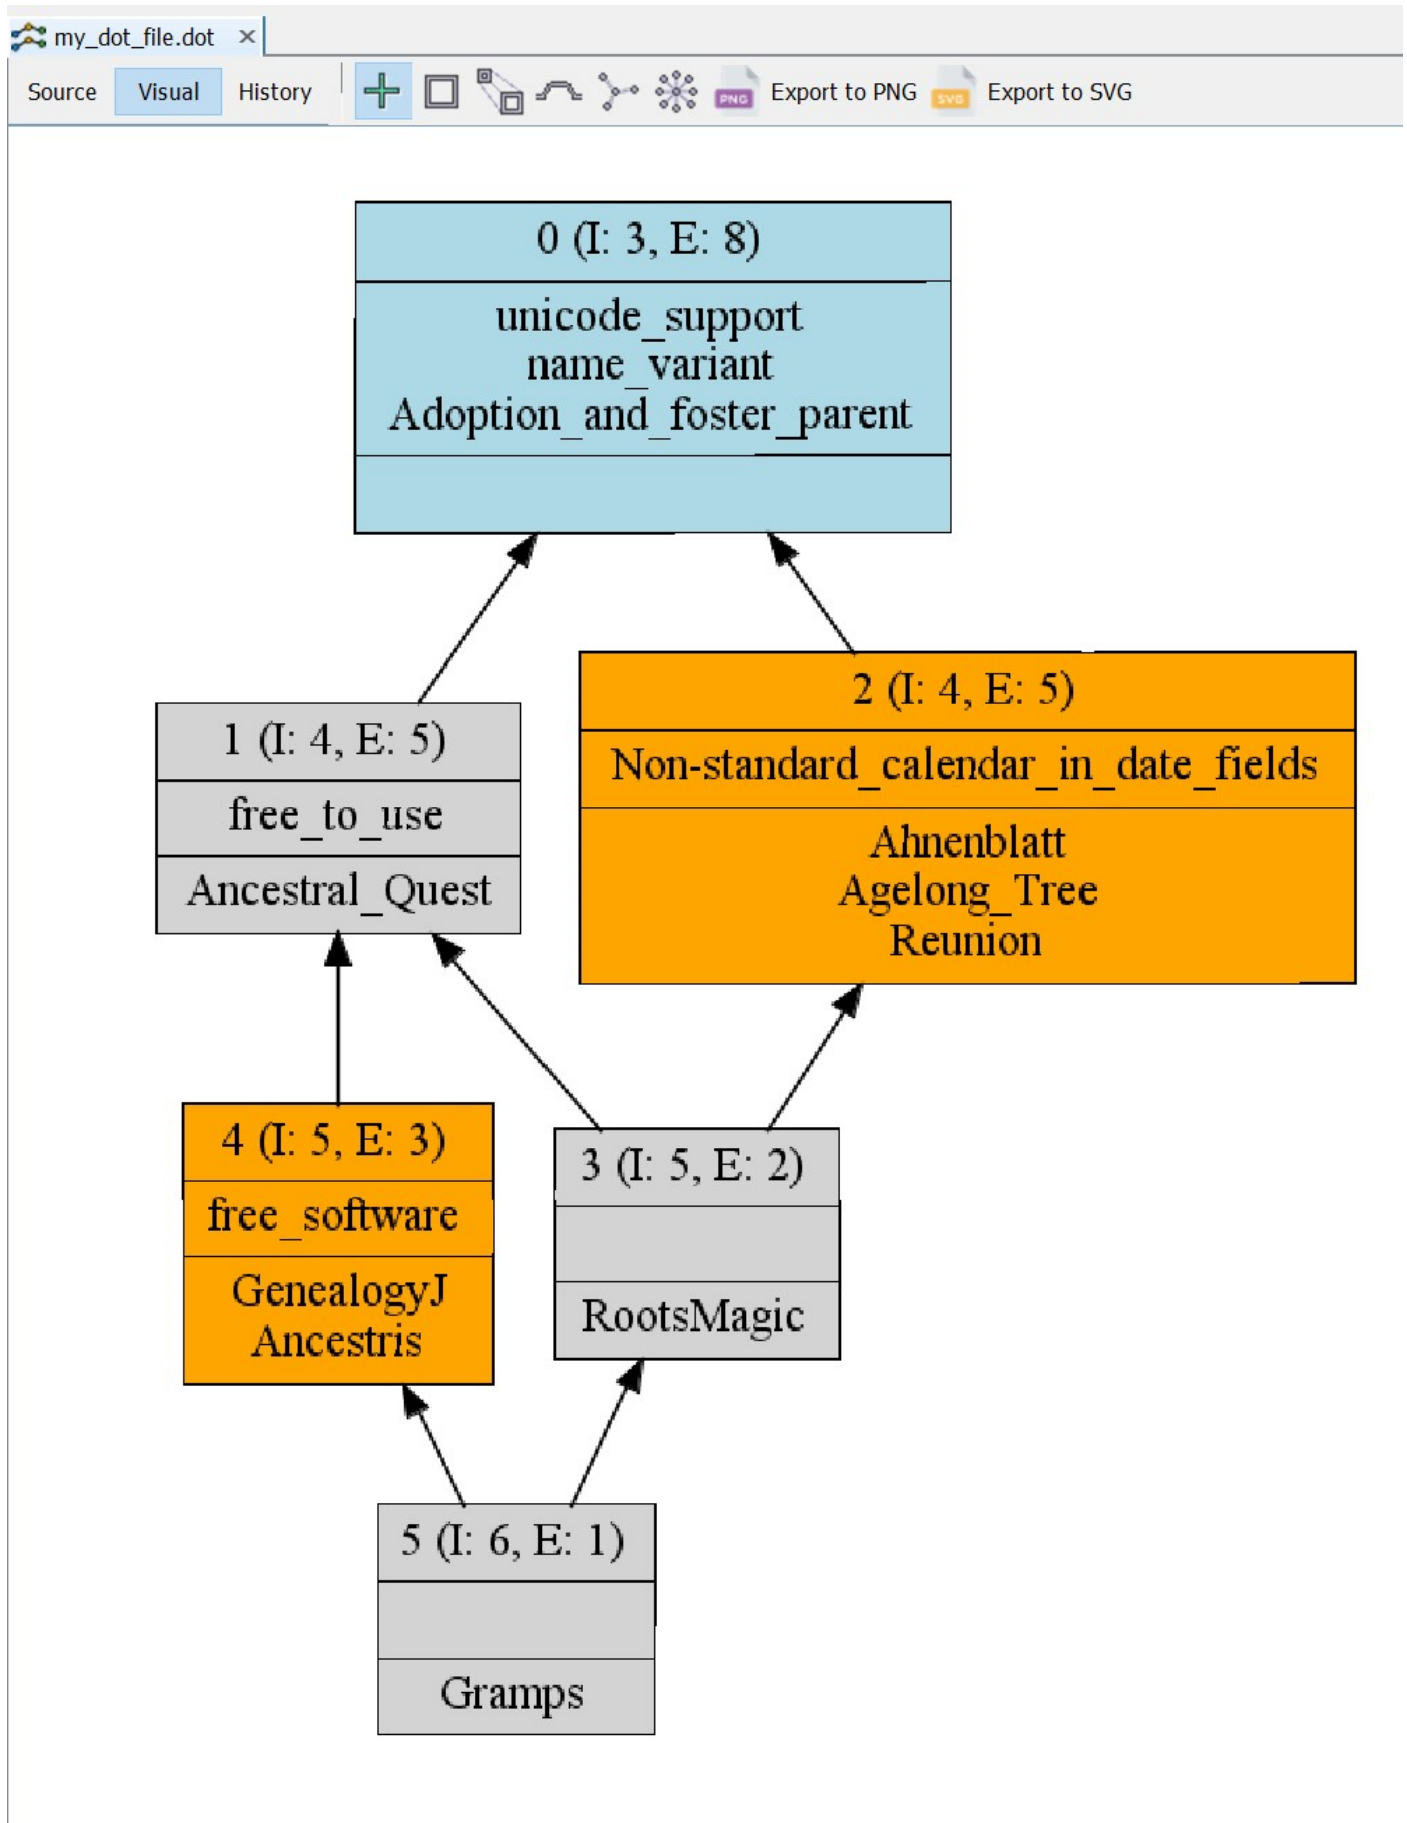 my_dot_file.dot ×
Source Visual History PNG Export to PNG SVG Export to SVG
0 (I: 3, E: 8)
unicode_support
name_variant
Adoption_and_foster_parent
1 (I: 4, E: 5)
free_to_use
Ancestral_Quest
2 (I: 4, E: 5)
Non-standard_calendar_in_date_fields
Ahnenblatt
Agelong_Tree
Reunion
4 (I: 5, E: 3)
free_software
GenealogyJ
Ancestris
3 (I: 5, E: 2)
RootsMagic
5 (I: 6, E: 1)
Gramps